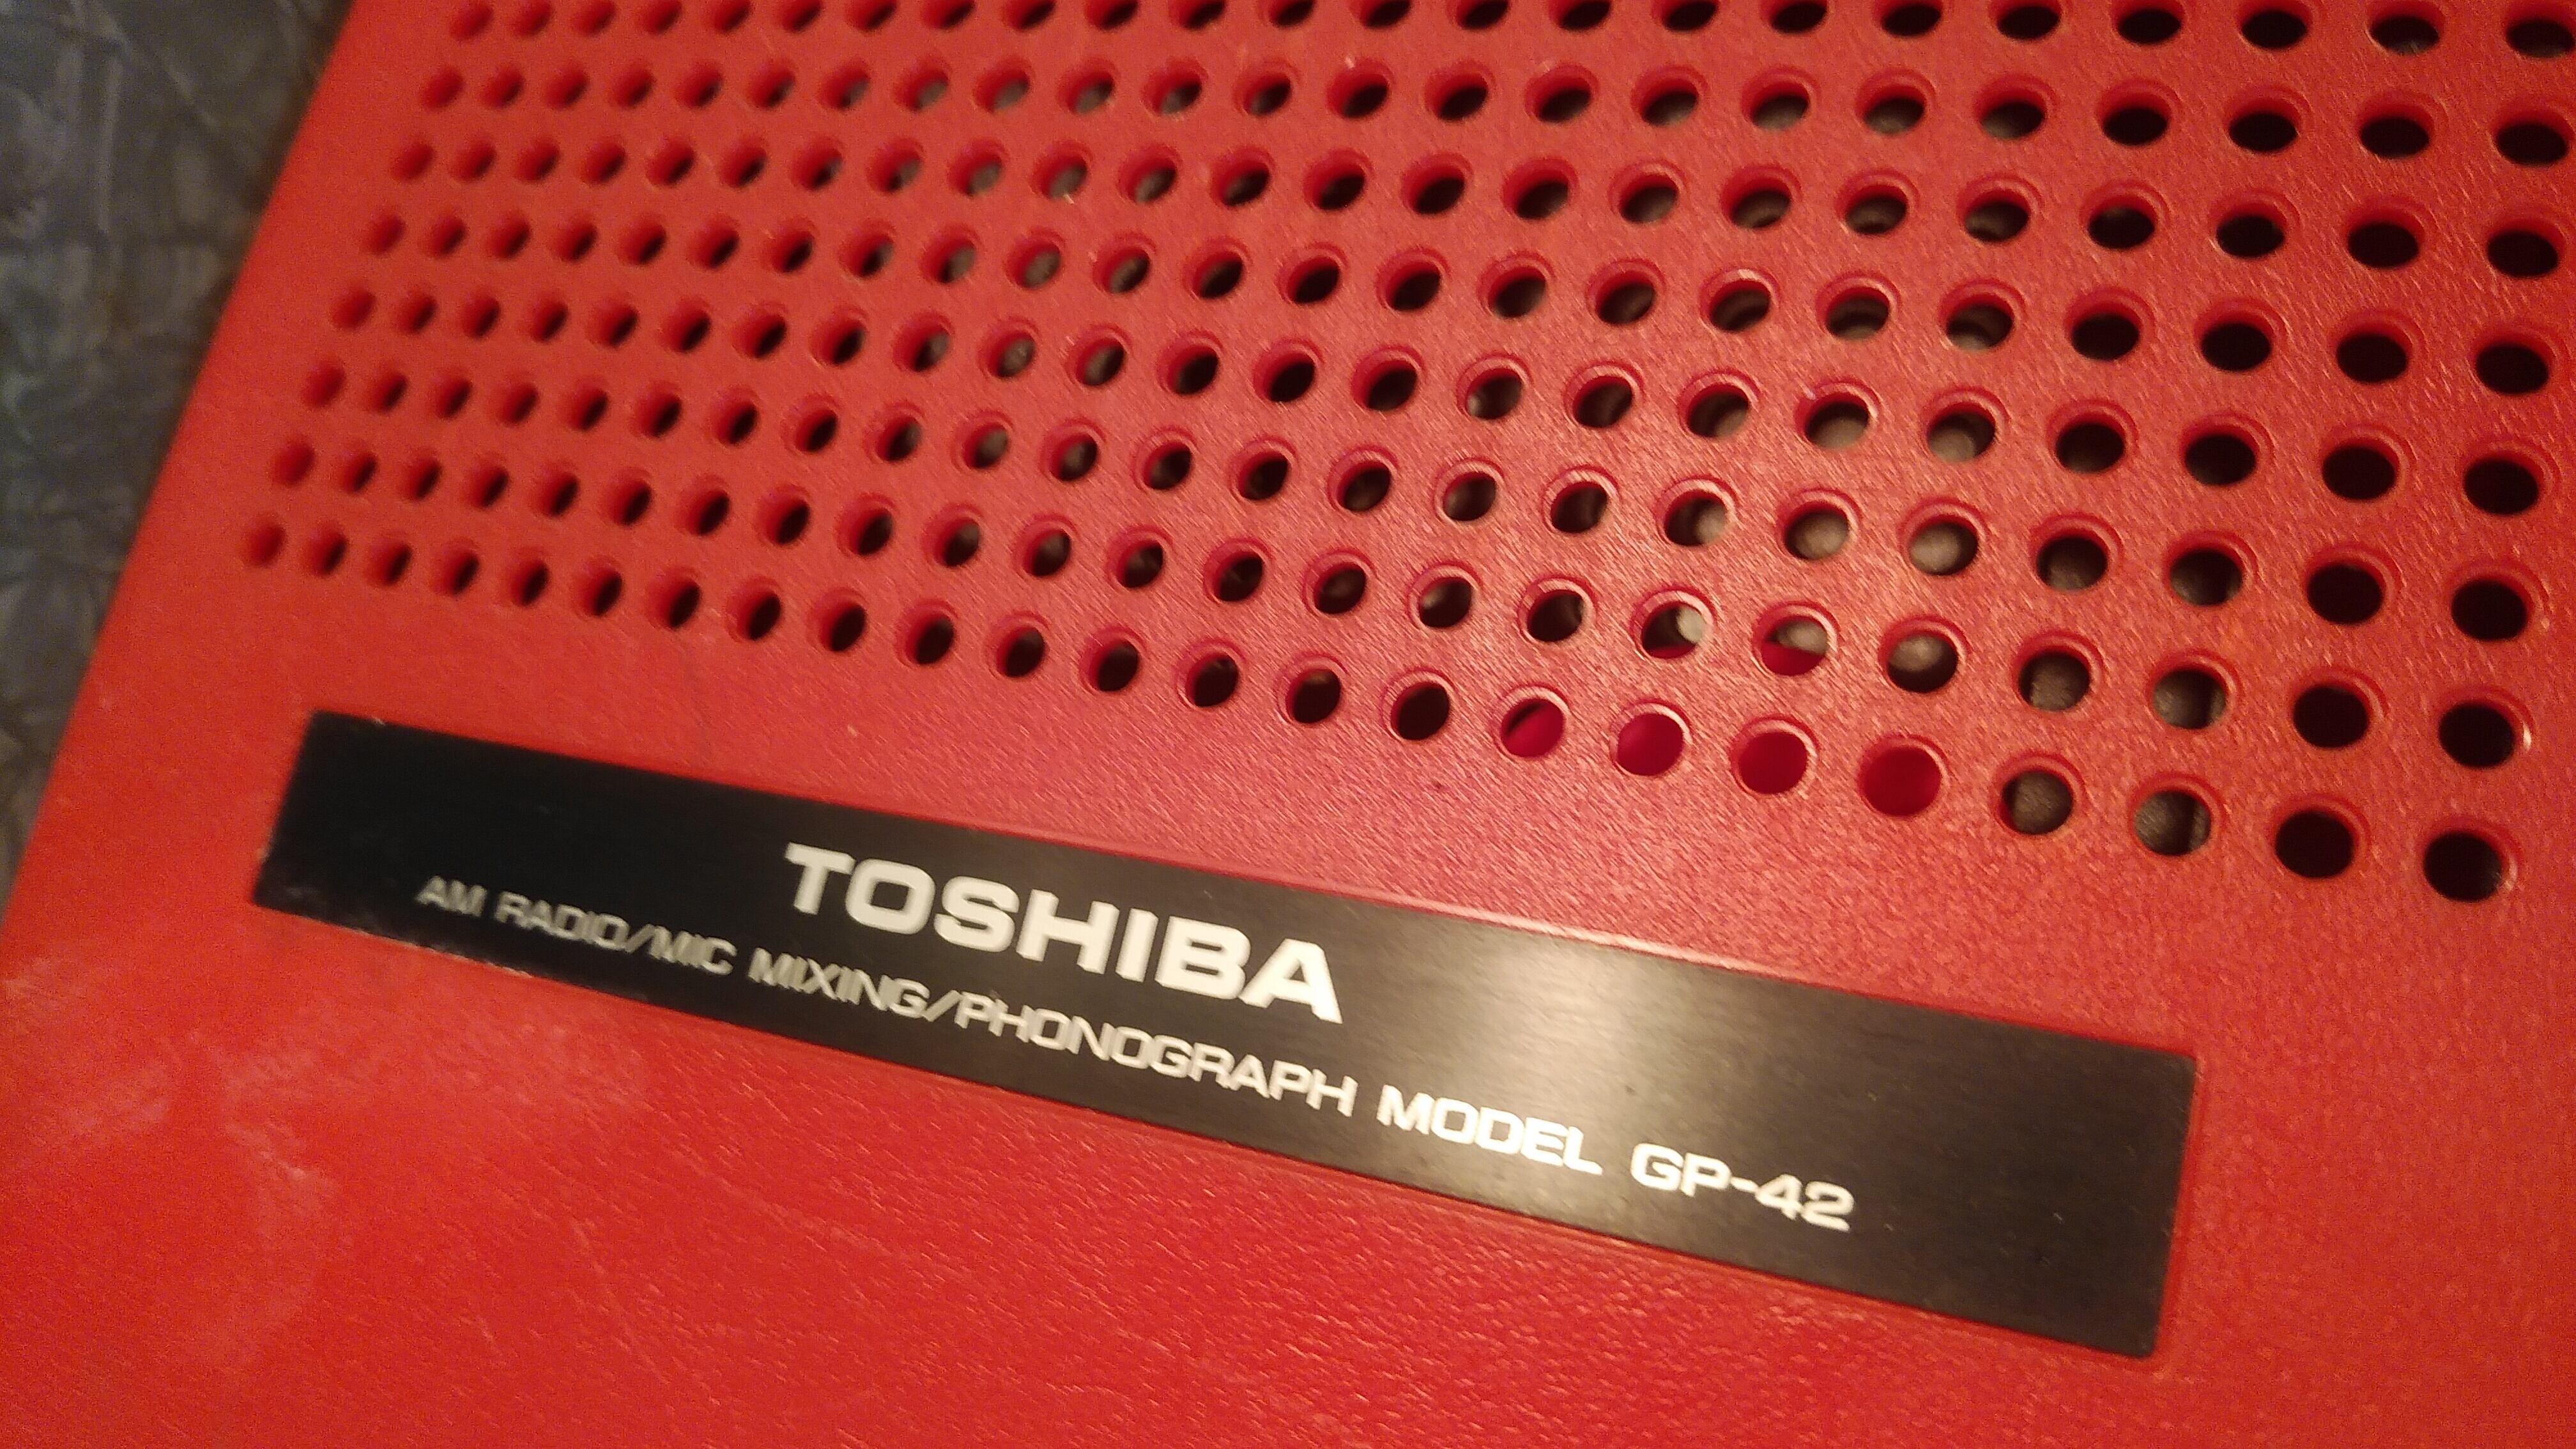 TOSHIBA
AM RADIO/MIC MIXING/PHONOGRAPH MODEL GP-42